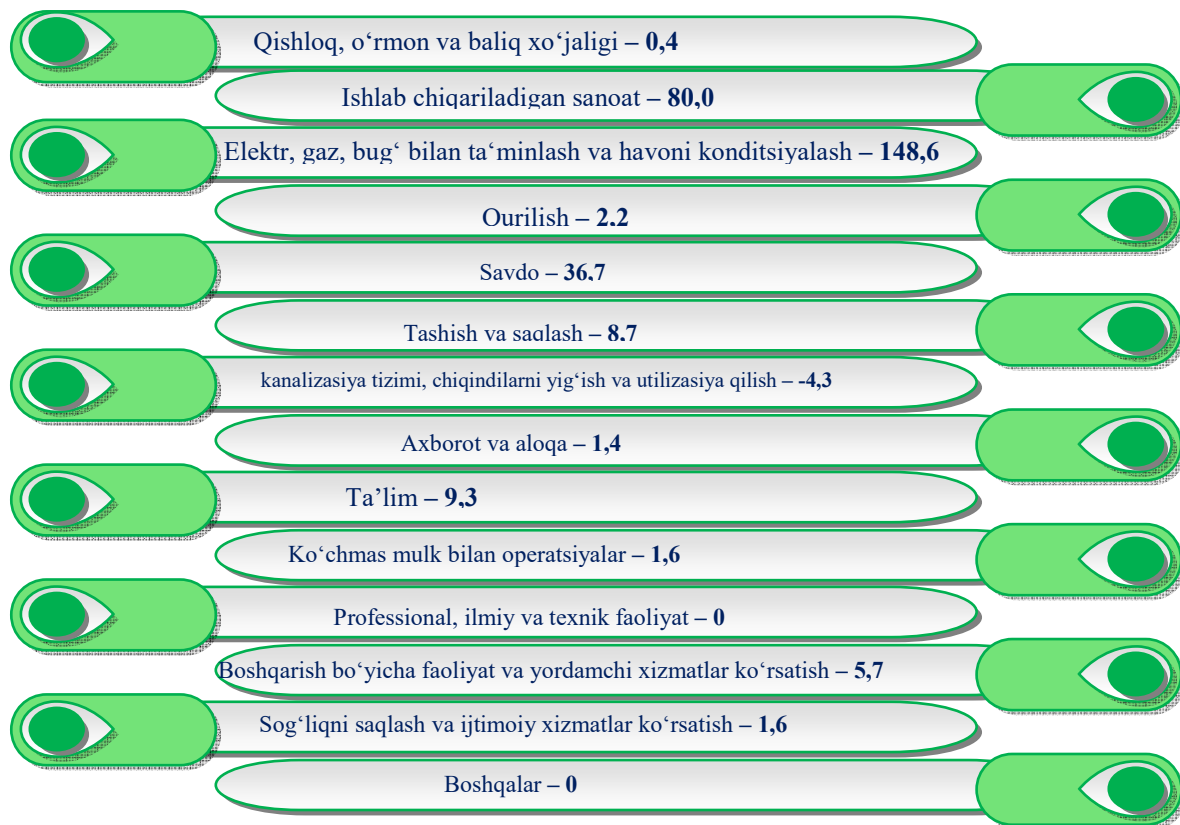 Qishloq, o‘rmon va baliq xo‘jaligi – 0,4
Ishlab chiqariladigan sanoat – 80,0
Elektr, gaz, bug‘ bilan ta‘minlash va havoni konditsiyalash – 148,6
Qurilish – 2,2
Savdo – 36,7
Tashish va saqlash – 8,7
kanalizasiya tizimi, chiqindilarni yig‘ish va utilizasiya qilish – -4,3
Axborot va aloqa – 1,4
Ta’lim – 9,3
Ko‘chmas mulk bilan operatsiyalar – 1,6
Professional, ilmiy va texnik faoliyat – 0
Boshqarish bo‘yicha faoliyat va yordamchi xizmatlar ko‘rsatish – 5,7
Sog‘liqni saqlash va ijtimoiy xizmatlar ko‘rsatish – 1,6
Boshqalar – 0